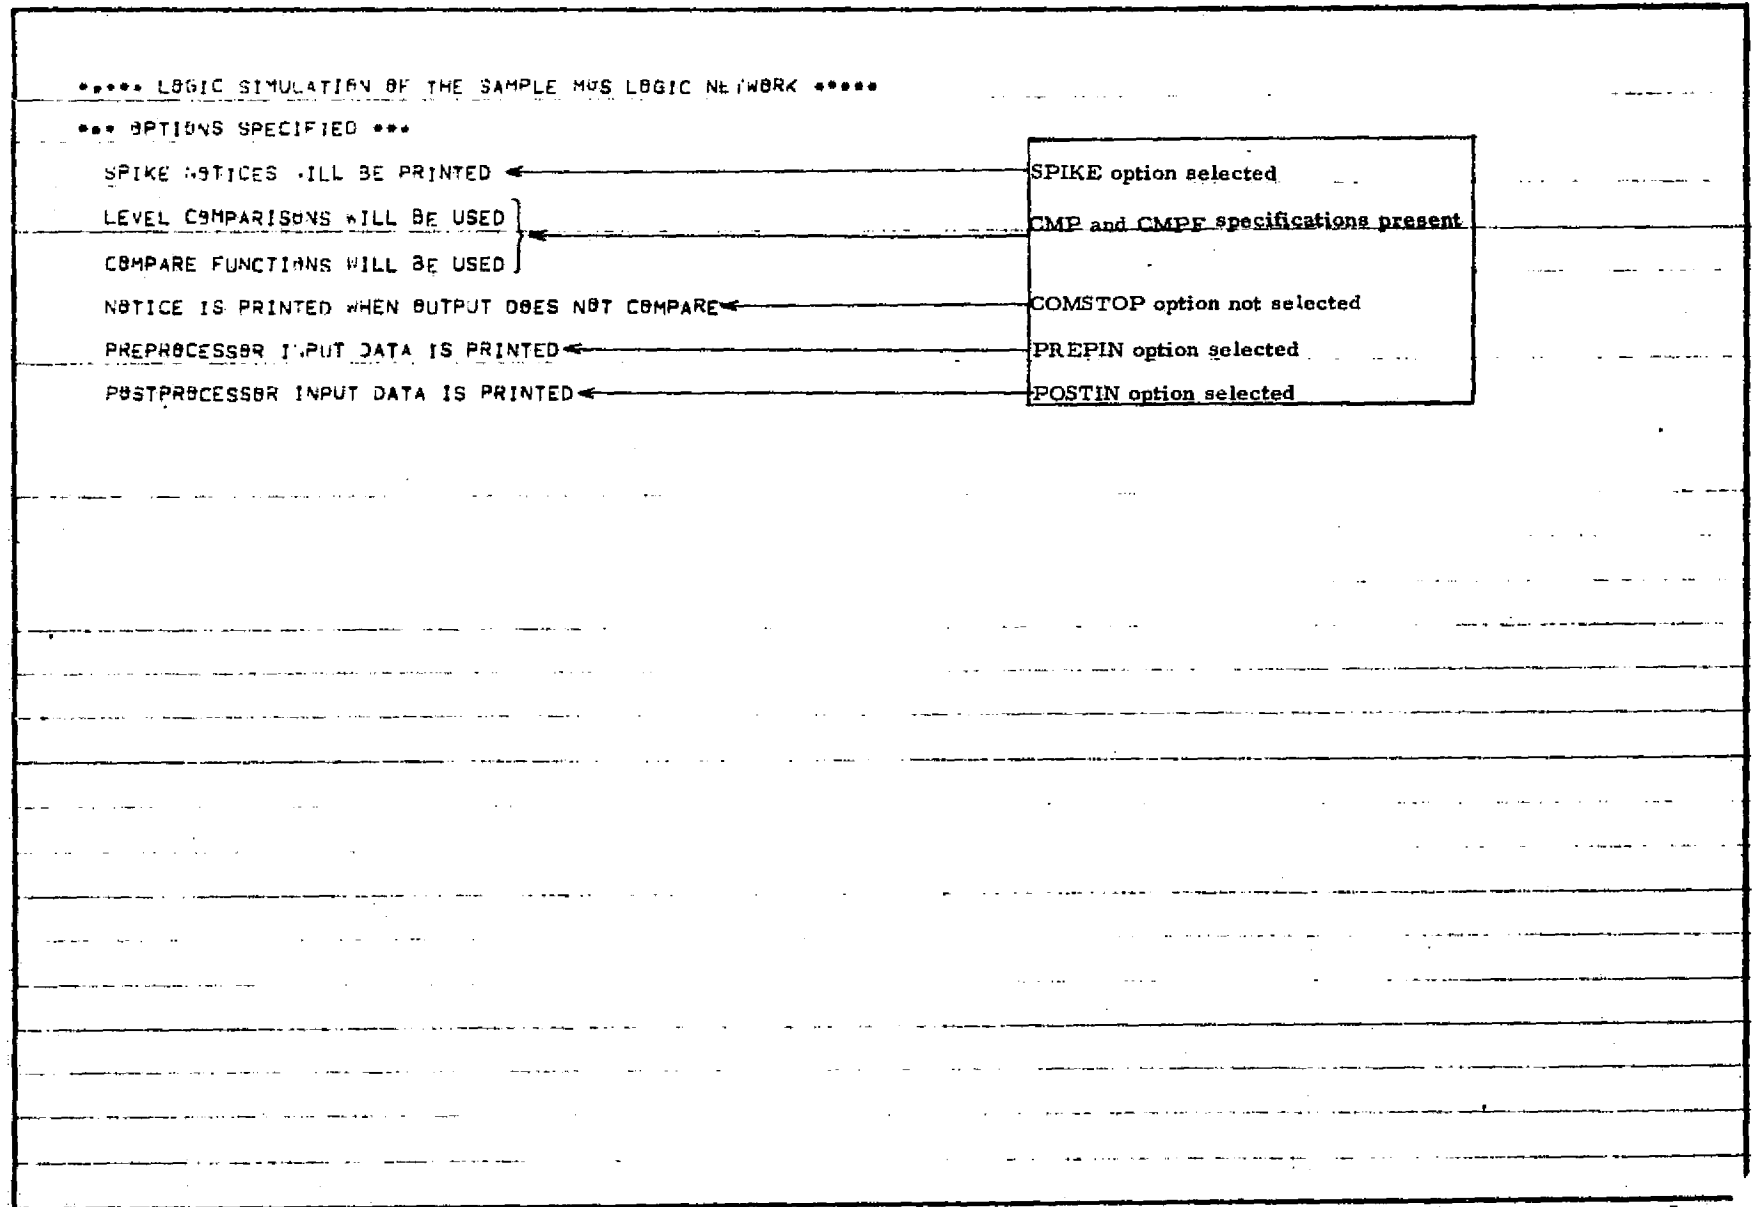 ***** LOGIC SIMULATION OF THE SAMPLE MOS LOGIC NETWORK *****
*** OPTIONS SPECIFIED ***
SPIKE NOTICES WILL BE PRINTED
SPIKE option selected
LEVEL COMPARISONS WILL BE USED
CMP and CMPF specifications present
COMPARE FUNCTIONS WILL BE USED
NOTICE IS PRINTED WHEN OUTPUT DOES NOT COMPARE
COMSTOP option not selected
PREPROCESSOR INPUT DATA IS PRINTED
PREPIN option selected
POSTPROCESSOR INPUT DATA IS PRINTED
POSTIN option selected